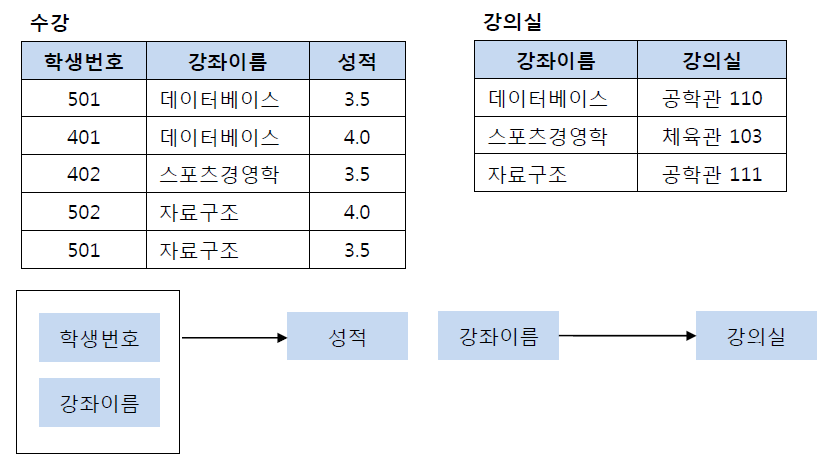 수강
학생번호 강좌이름 성적
501 데이터베이스 3.5
401 데이터베이스 4.0
402 스포츠경영학 3.5
502 자료구조 4.0
501 자료구조 3.5
강의실
강좌이름 강의실
데이터베이스 공학관 110
스포츠경영학 체육관 103
자료구조 공학관 111
학생번호
강좌이름
성적
강좌이름
강의실